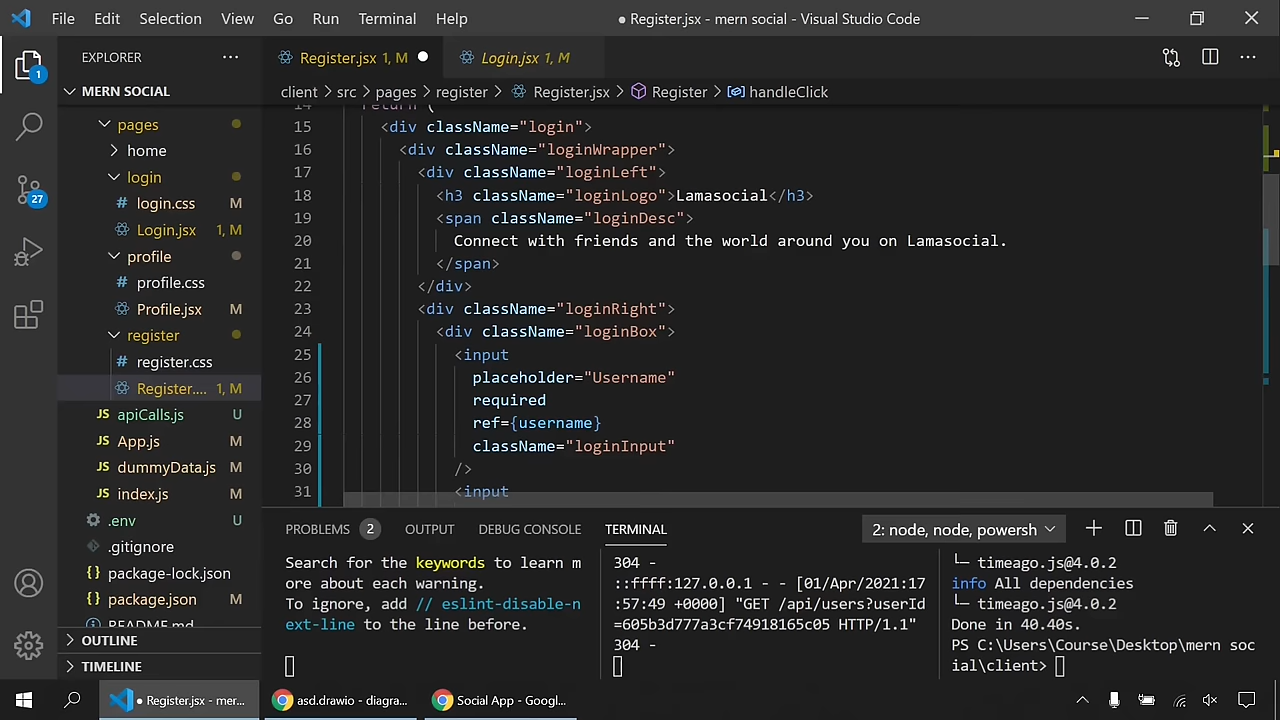 File Edit Selection View Go Run Terminal Help
● Register.jsx - mern social - Visual Studio Code
EXPLORER
Register.jsx 1, M
Login.jsx 1, M
1
MERN SOCIAL
client > src > pages > register > Register.jsx > Register > handleClick
pages
home
login
# login.css M
Login.jsx 1, M
profile
# profile.css
Profile.jsx M
register
# register.css
Register.... 1, M
JS apiCalls.js U
JS App.js M
JS dummyData.js M
JS index.js M
.env U
.gitignore
{} package-lock.json
{} package.json M
README.md
OUTLINE
TIMELINE
27
14 return (
15 <div className="login">
16 <div className="loginWrapper">
17 <div className="loginLeft">
18 <h3 className="loginLogo">Lamasocial</h3>
19 <span className="loginDesc">
20 Connect with friends and the world around you on Lamasocial.
21 </span>
22 </div>
23 <div className="loginRight">
24 <div className="loginBox">
25 <input
26 placeholder="Username"
27 required
28 ref={username}
29 className="loginInput"
30 />
31 <input
PROBLEMS 2 OUTPUT DEBUG CONSOLE TERMINAL
2: node, node, powersh
Search for the keywords to learn m
ore about each warning.
To ignore, add // eslint-disable-n
ext-line to the line before.
304 -
::ffff:127.0.0.1 - - [01/Apr/2021:17
:57:49 +0000] "GET /api/users?userId
=605b3d777a3cf74918165c05 HTTP/1.1"
304 -
└─ timeago.js@4.0.2
info All dependencies
└─ timeago.js@4.0.2
Done in 40.40s.
PS C:\Users\Course\Desktop\mern soc
ial\client>
● Register.jsx - mer...
asd.drawio - diagra...
Social App - Googl...